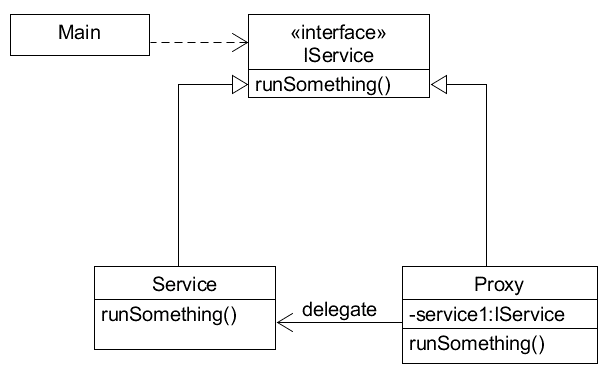 Main
«interface»
IService
runSomething()
Service
runSomething()
delegate
Proxy
-service1:IService
runSomething()